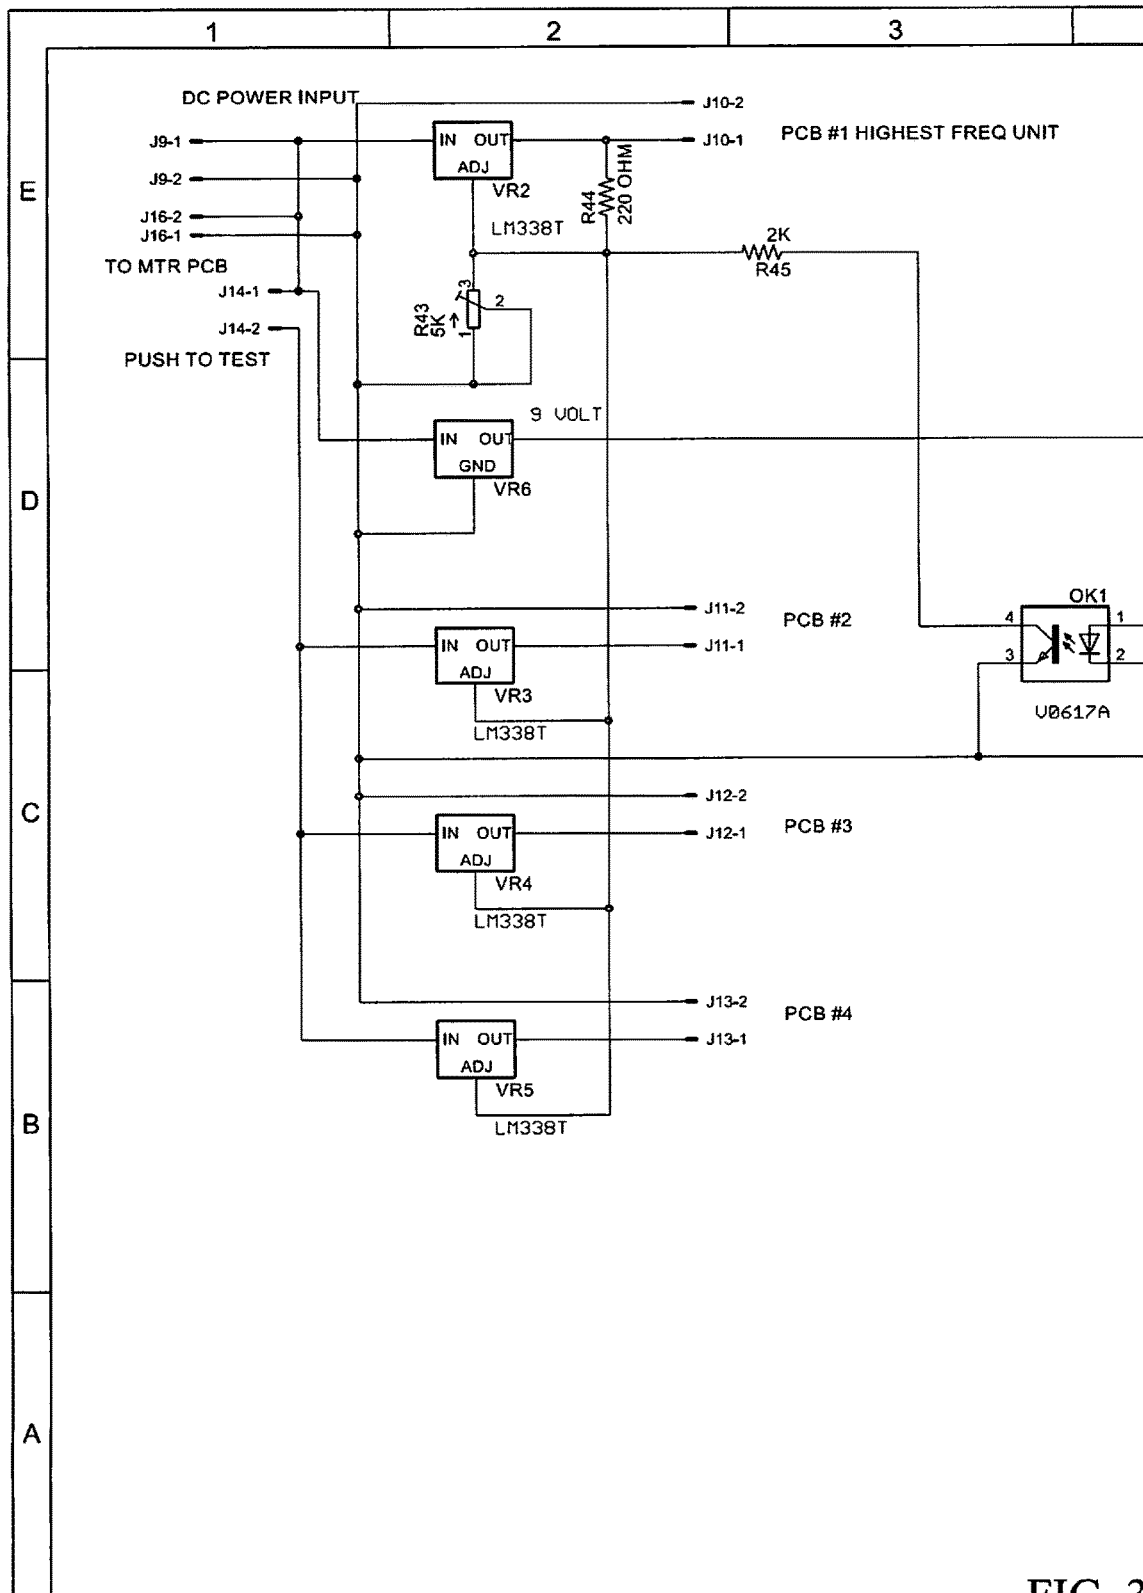 1 2 3
DC POWER INPUT
J10-2
J9-1
IN OUT
ADJ
J10-1
PCB #1 HIGHEST FREQ UNIT
E
J9-2
VR2
R44
220 OHM
J16-2
LM338T
J16-1
2K
R45
TO MTR PCB
J14-1
3
2
R43
5K
1
J14-2
PUSH TO TEST
9 VOLT
IN OUT
GND
VR6
D
OK1
J11-2
PCB #2
4
1
IN OUT
ADJ
J11-1
3
2
VR3
V0617A
LM338T
J12-2
C
IN OUT
ADJ
J12-1
PCB #3
VR4
LM338T
J13-2
PCB #4
IN OUT
ADJ
J13-1
VR5
B
LM338T
A
FIG. 3